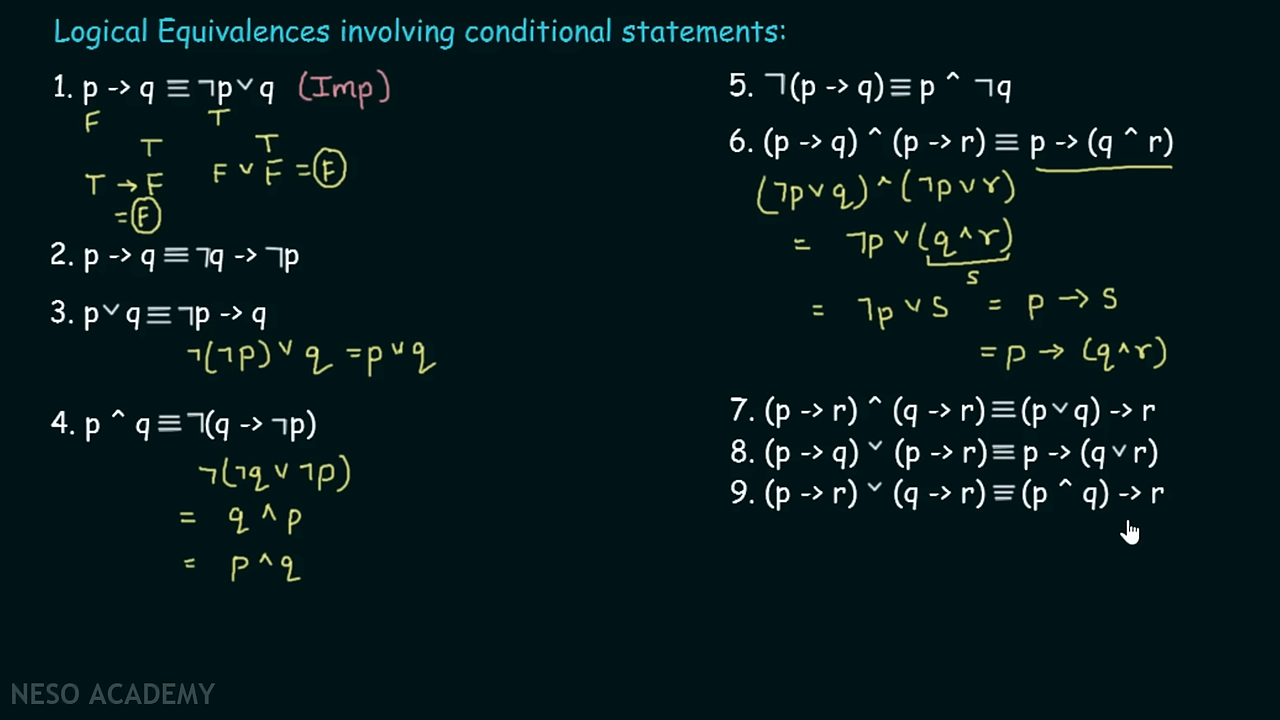 Logical Equivalences involving conditional statements:
1. p -> q ≡ ¬p ˅ q (Imp)
F T
T T
T → F F ˅ F = F
= F
2. p -> q ≡ ¬q -> ¬p
3. p ˅ q ≡ ¬p -> q
¬(¬p) ˅ q = p ˅ q
4. p ^ q ≡ ¬(q -> ¬p)
¬(¬q ˅ ¬p)
= q ^ p
= p ^ q
5. ¬(p -> q) ≡ p ^ ¬q
6. (p -> q) ^ (p -> r) ≡ p -> (q ^ r)
(¬p ˅ q) ^ (¬p ˅ r)
= ¬p ˅ (q ^ r)
s
= ¬p ˅ s = p → s
= p → (q ^ r)
7. (p -> r) ^ (q -> r) ≡ (p ˅ q) -> r
8. (p -> q) ˅ (p -> r) ≡ p -> (q ˅ r)
9. (p -> r) ˅ (q -> r) ≡ (p ^ q) -> r
NESO ACADEMY